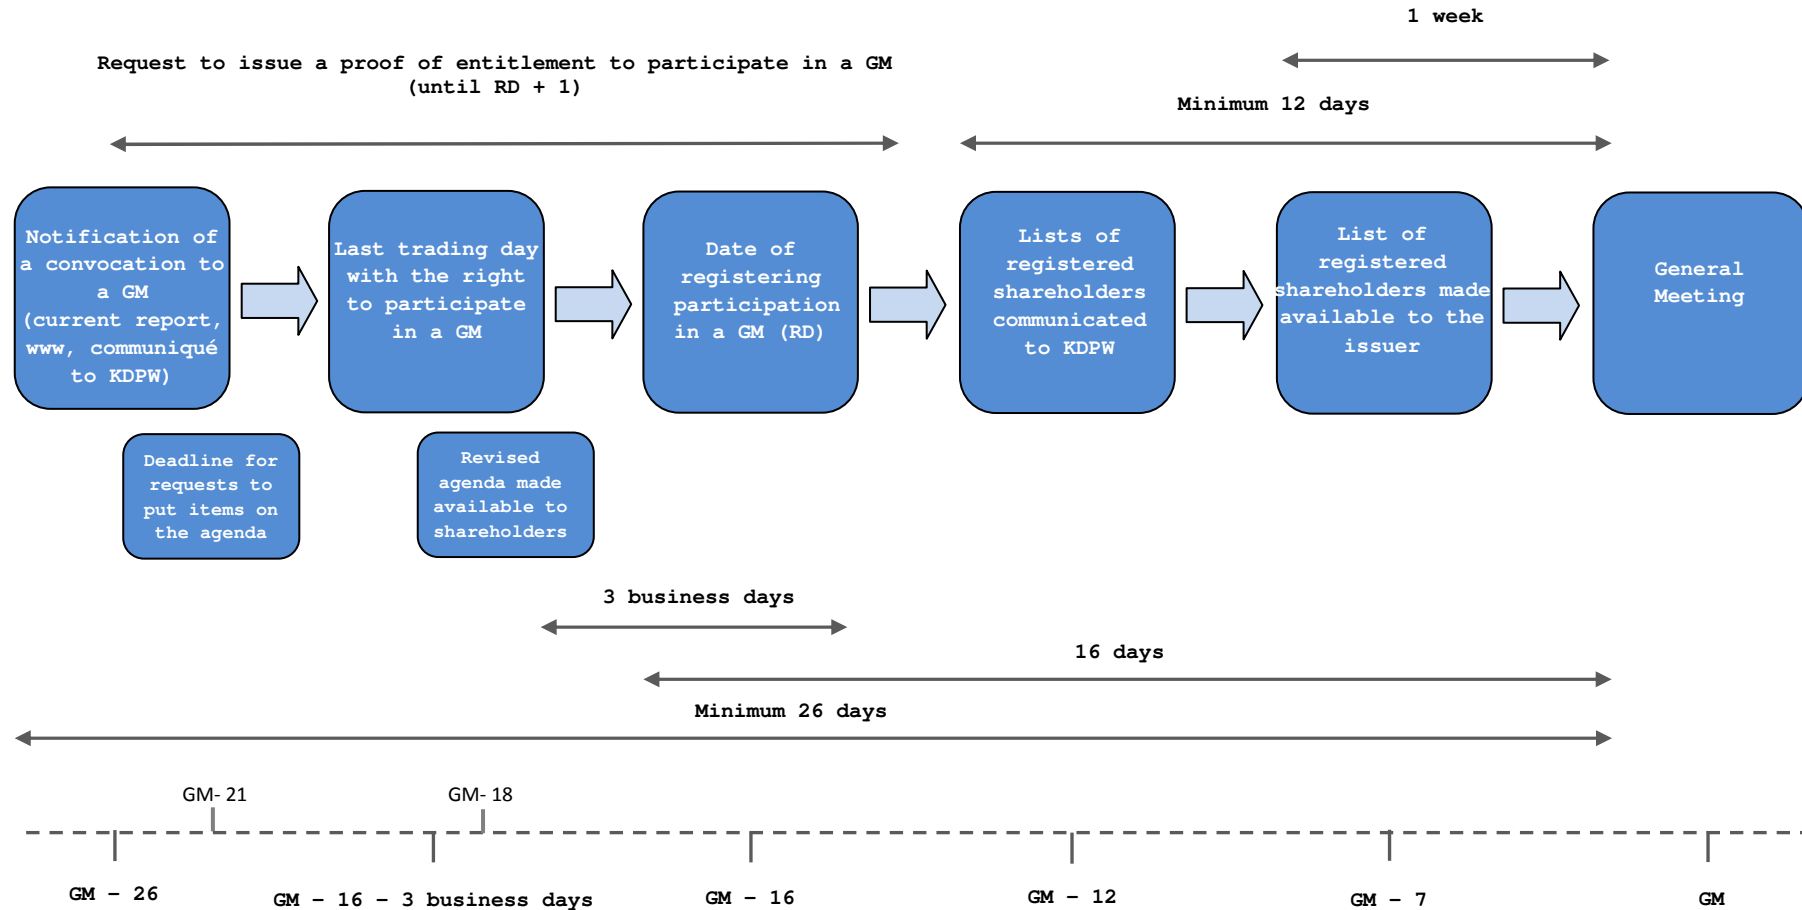 1 week
Request to issue a proof of entitlement to participate in a GM
(until RD + 1)
Minimum 12 days
Notification of
a convocation to
a GM
(current report,
www, communiqué
to KDPW)
Last trading day
with the right
to participate
in a GM
Date of
registering
participation
in a GM (RD)
Lists of
registered
shareholders
communicated
to KDPW
List of
registered
shareholders made
available to the
issuer
General
Meeting
Deadline for
requests to
put items on
the agenda
Revised
agenda made
available to
shareholders
3 business days
16 days
Minimum 26 days
GM- 21
GM- 18
GM – 26
GM – 16 – 3 business days
GM – 16
GM – 12
GM – 7
GM